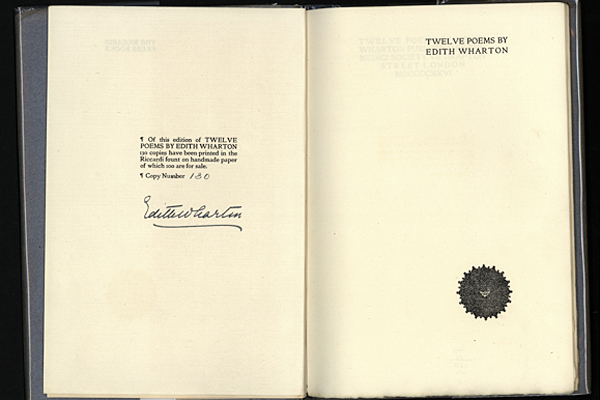 ¶ Of this edition of TWELVE
POEMS BY EDITH WHARTON
130 copies have been printed in the
Riccardi fount on handmade paper
of which 100 are for sale.
¶ Copy Number 130
Edith Wharton
TWELVE POEMS BY
EDITH WHARTON